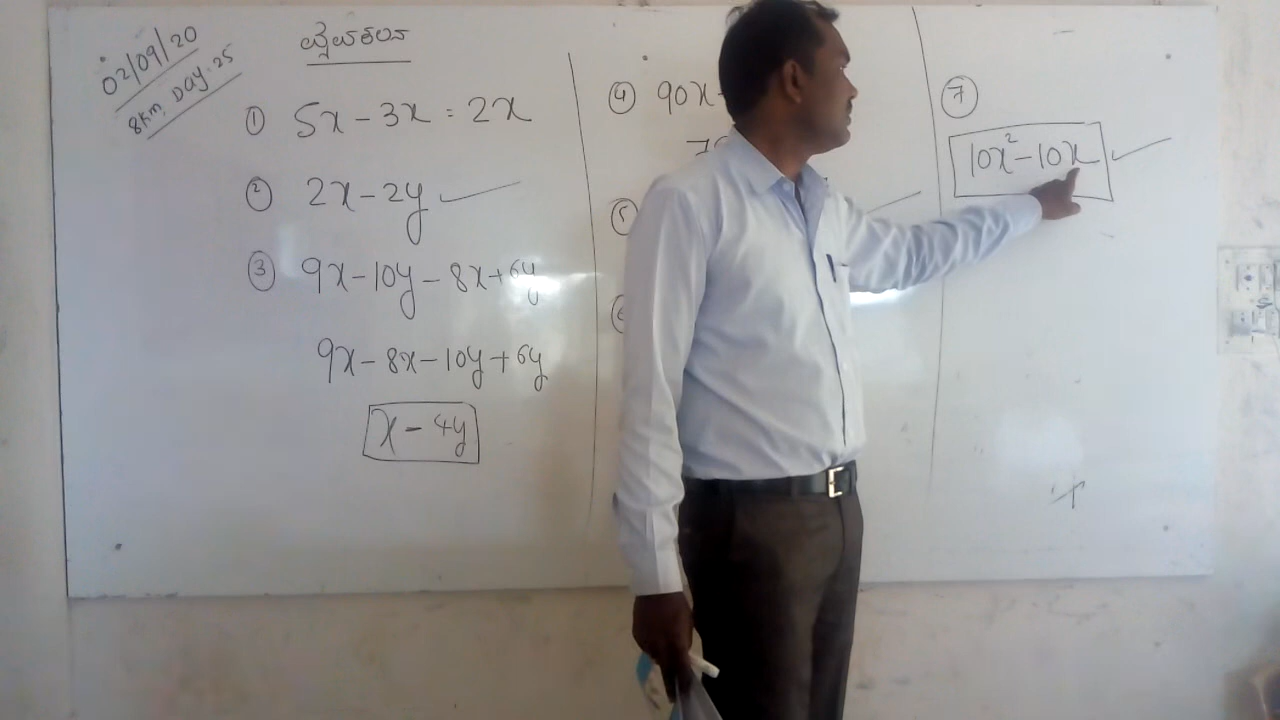 02/09/20
8km, DAY:25
ವ್ಯವಕಲನ
① 5x - 3x = 2x
② 2x - 2y
③ 9x - 10y - 8x + 6y
9x - 8x - 10y + 6y
x - 4y
④ 90x -
⑤
⑥
⑦
10x² - 10x